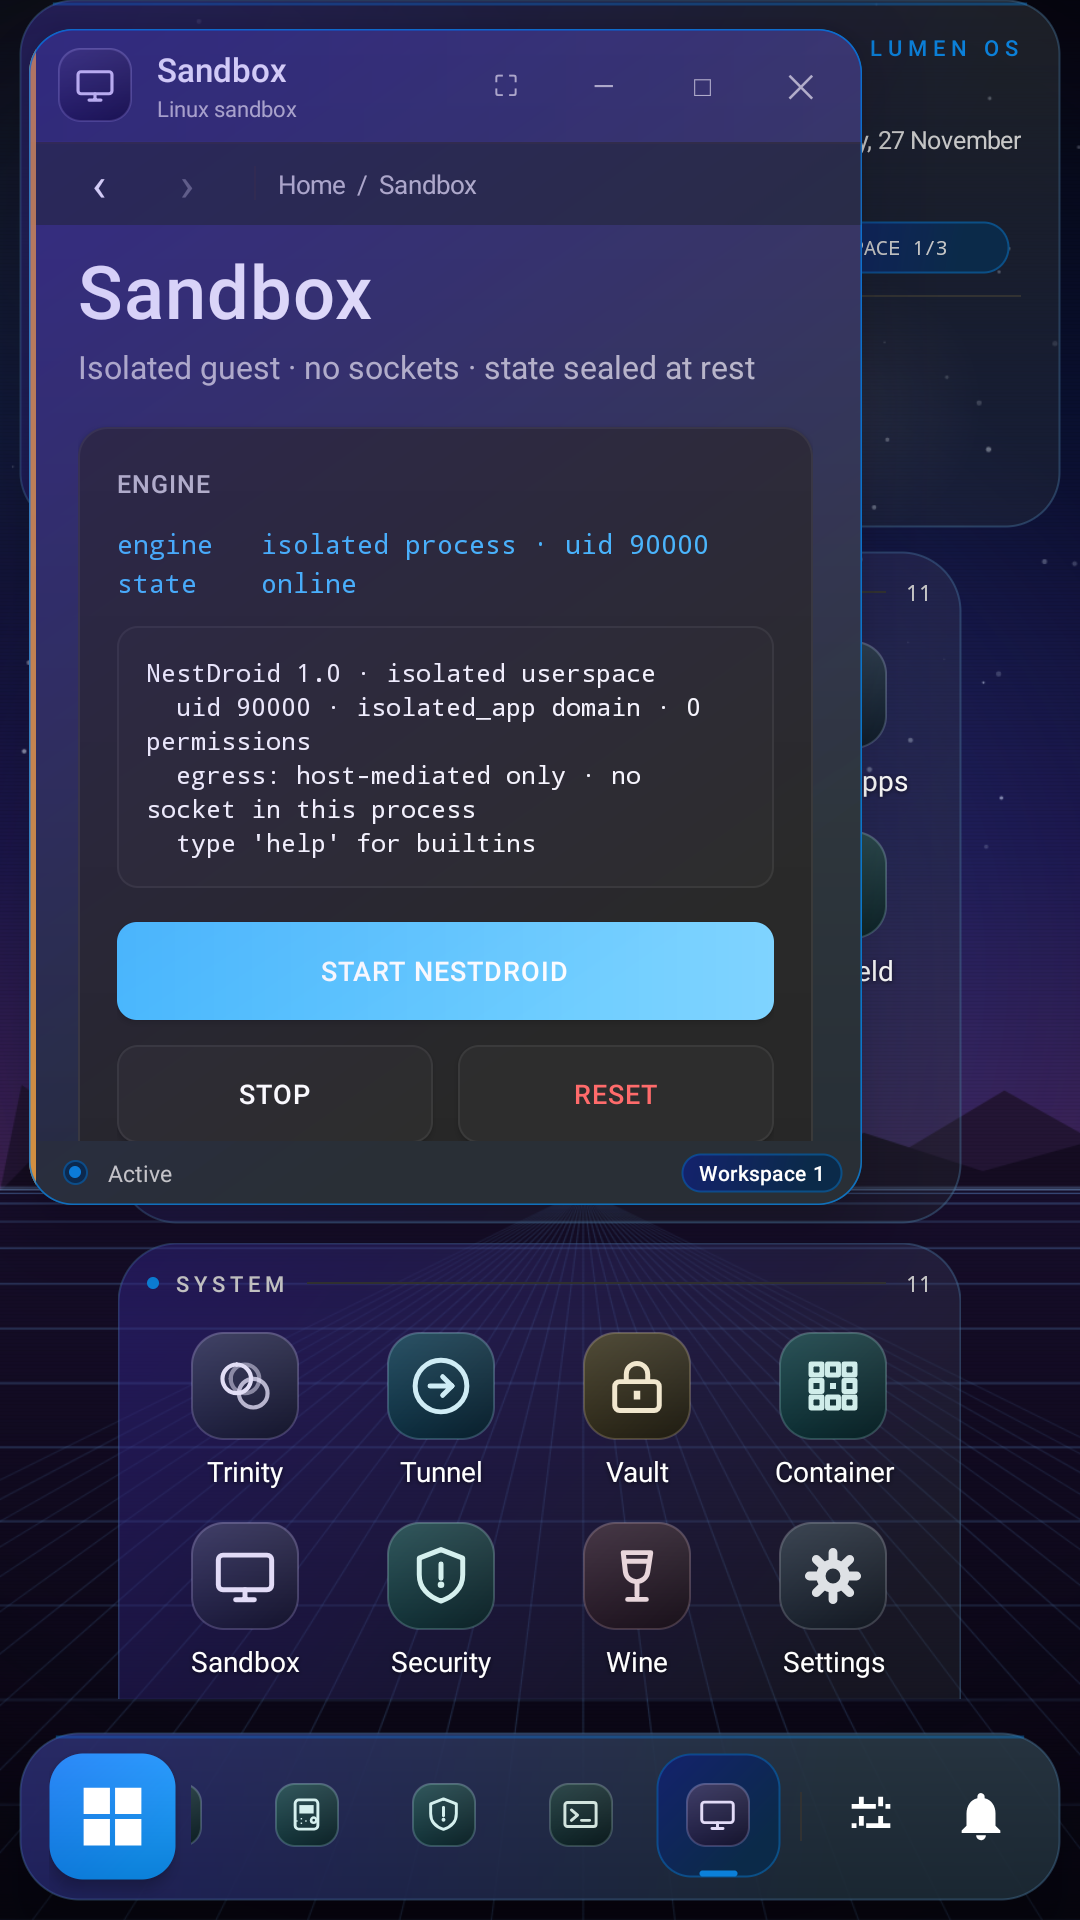 LUMEN OS
Sandbox
Linux sandbox
y, 27 November
‹ › Home / Sandbox
PACE 1/3
Sandbox
Isolated guest · no sockets · state sealed at rest
ENGINE
engine isolated process · uid 90000
state online
11
NestDroid 1.0 · isolated userspace
uid 90000 · isolated_app domain · 0
permissions
egress: host-mediated only · no
socket in this process
type 'help' for builtins
pps
eld
START NESTDROID
STOP RESET
Active Workspace 1
SYSTEM 11
Trinity Tunnel Vault Container
Sandbox Security Wine Settings